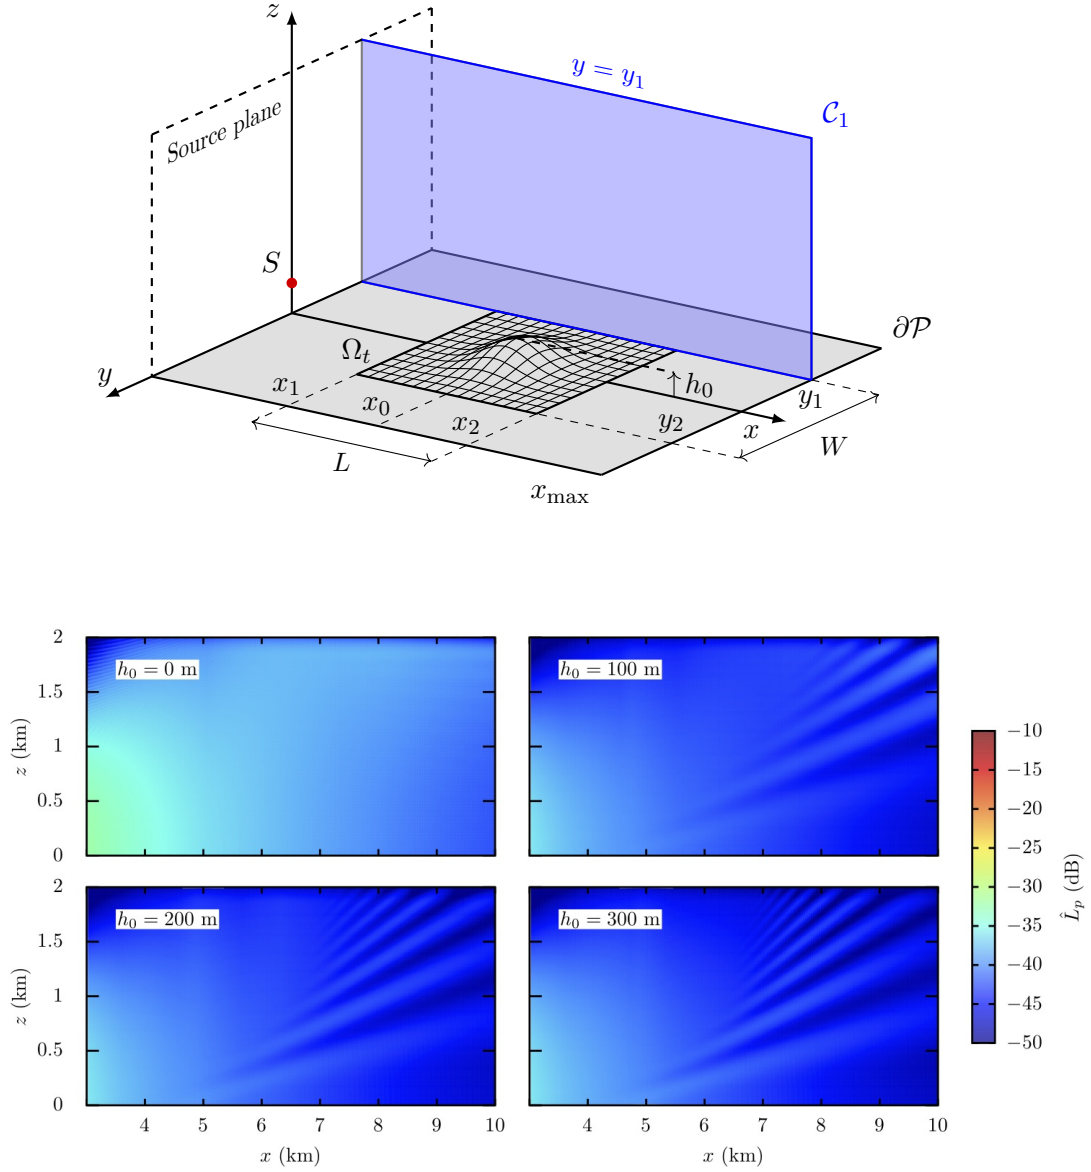 z
y = y₁
𝒞₁
Source plane
S
∂𝒫
Ωₜ
y
x₁
h₀
x₀
y₁
x₂
y₂
x
W
L
xₘₐₓ
2
h₀ = 0 m
h₀ = 100 m
1.5
z (km)
1
0.5
0
-10
-15
-20
-25
-30
-35
-40
-45
-50
L̂ₚ (dB)
2
h₀ = 200 m
h₀ = 300 m
1.5
z (km)
1
0.5
0
4 5 6 7 8 9 10
4 5 6 7 8 9 10
x (km)
x (km)